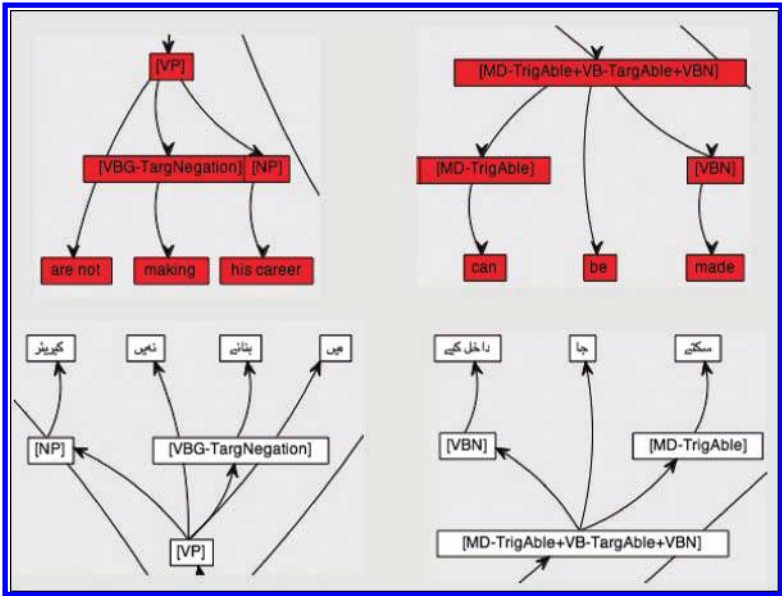 [VP]
[VBG-TargNegation] [NP]
are not making his career
[MD-TrigAble+VB-TargAble+VBN]
[MD-TrigAble] [VBN]
can be made
کیریئر نہیں بنانے میں
[NP] [VBG-TargNegation]
[VP]
داخل کیے جا سکتے
[VBN] [MD-TrigAble]
[MD-TrigAble+VB-TargAble+VBN]